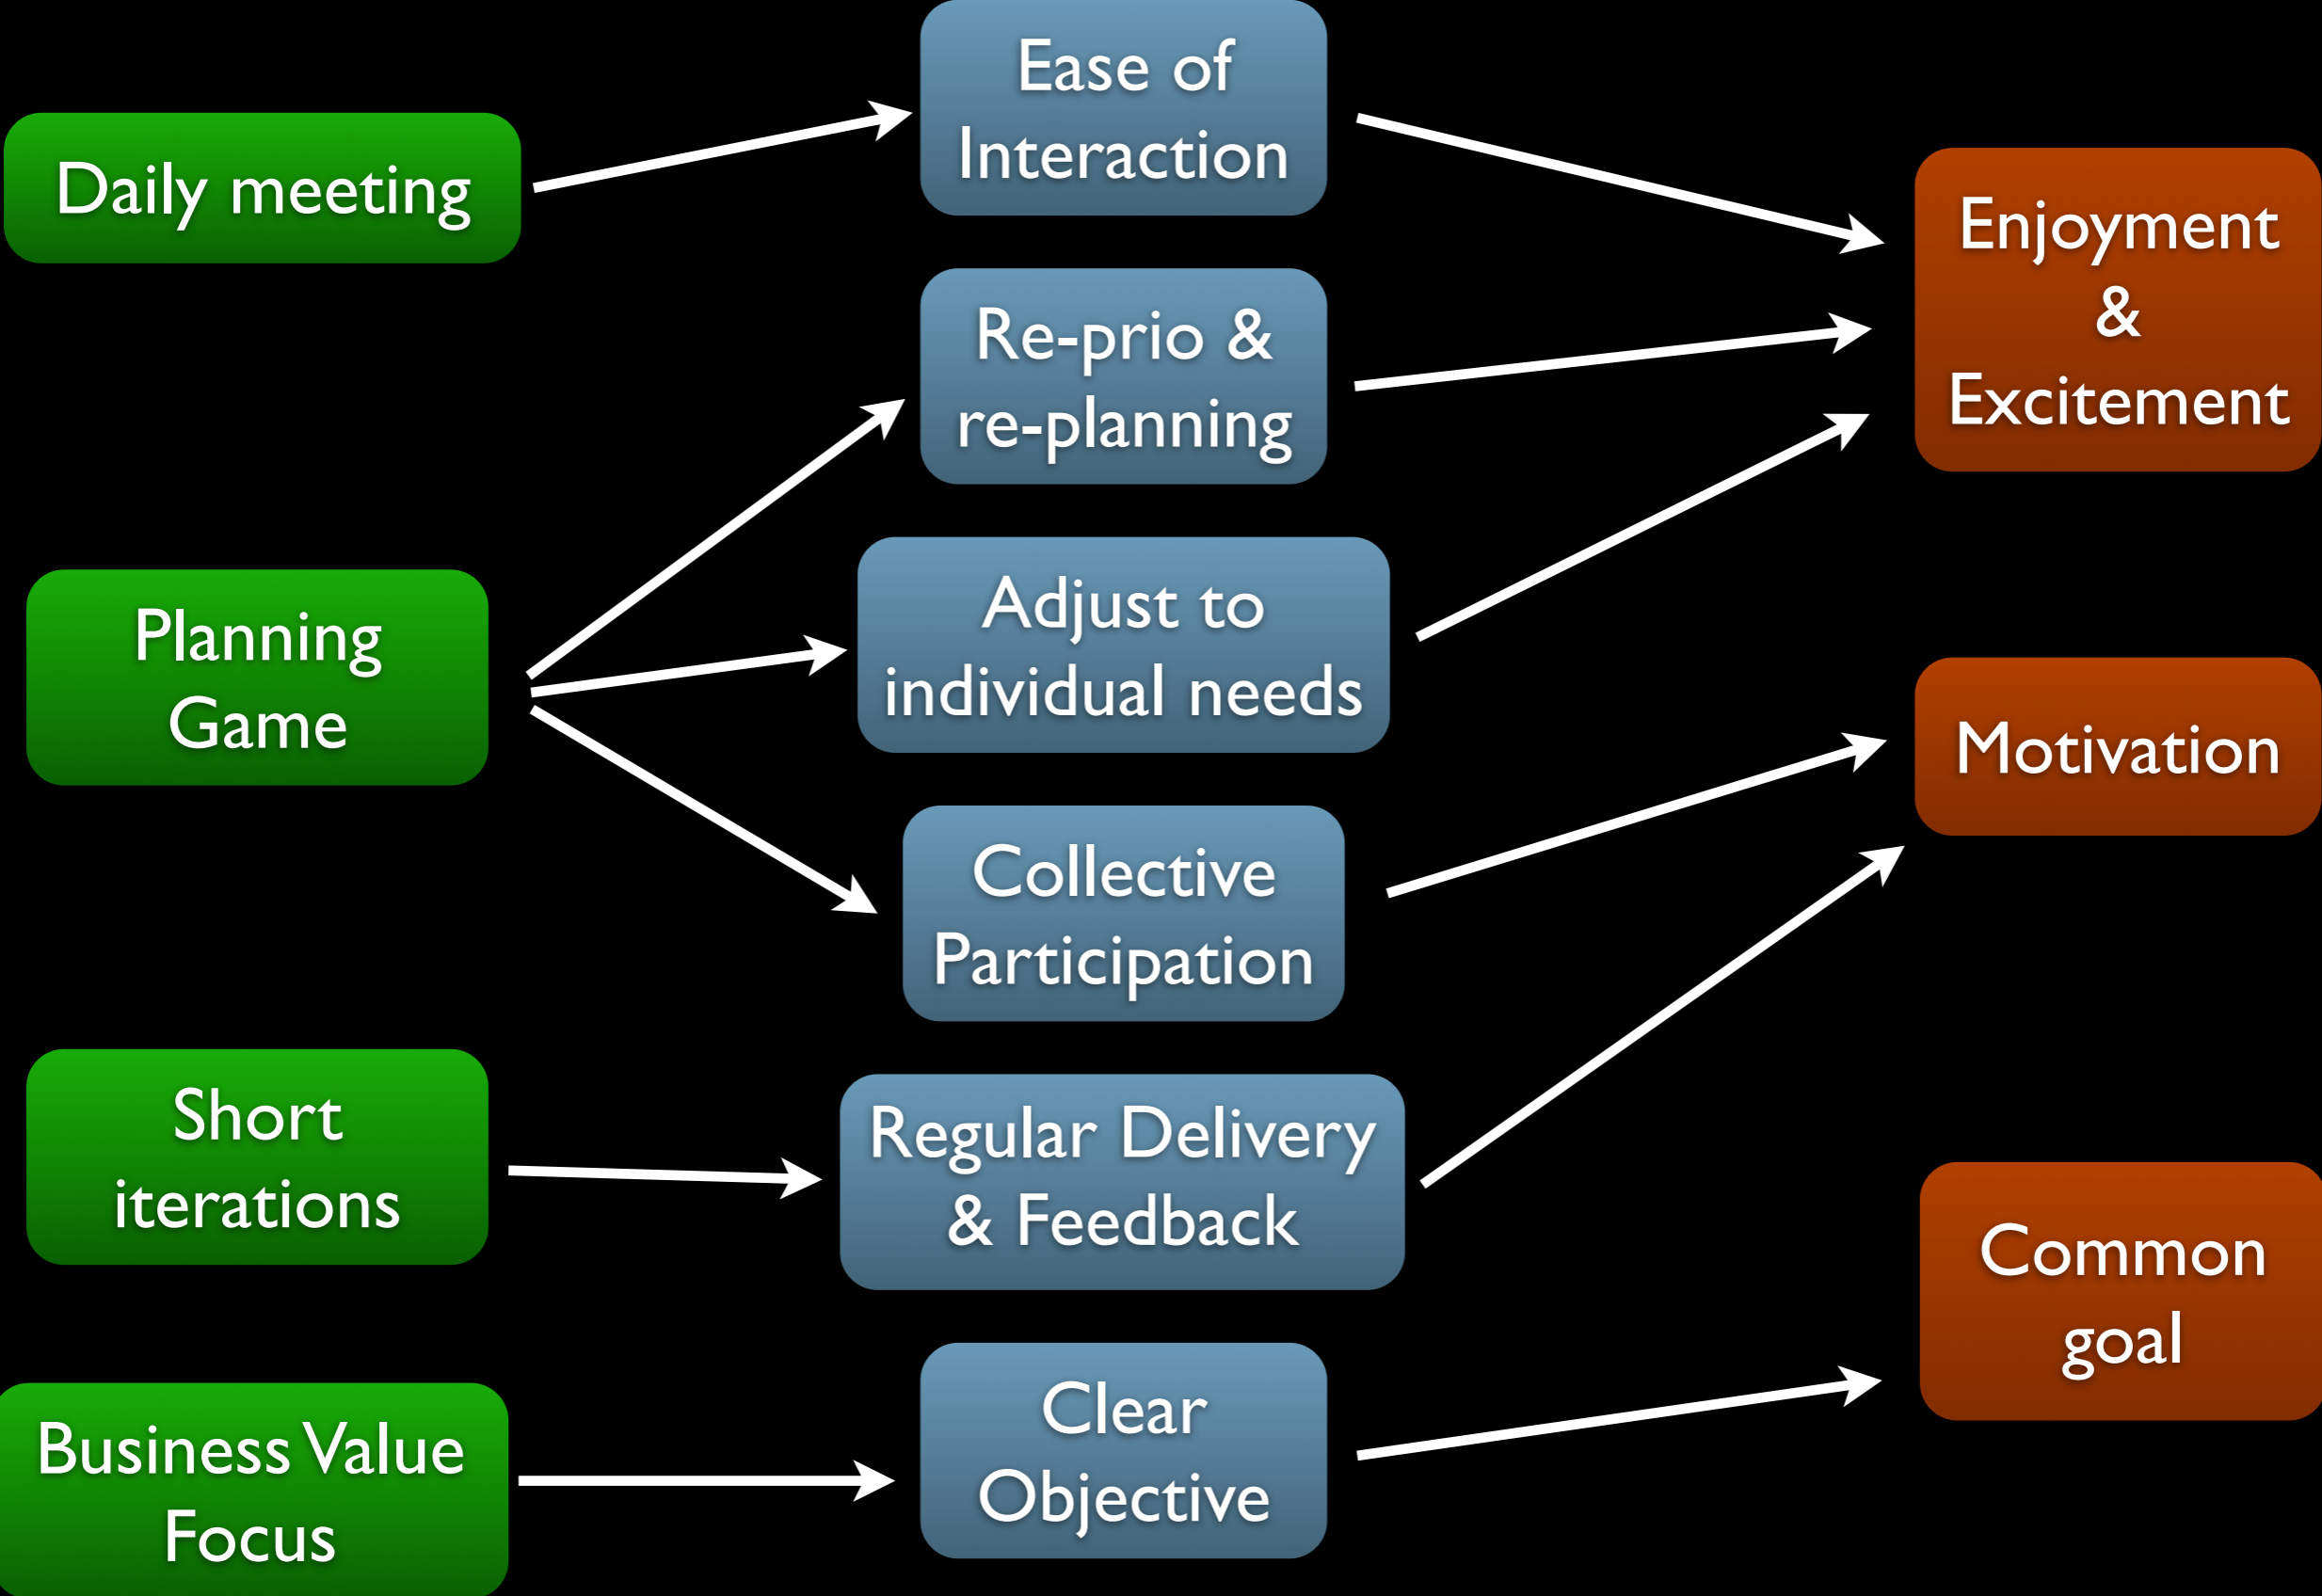 Daily meeting
Planning
Game
Short
iterations
Business Value
Focus
Ease of
Interaction
Re-prio &
re-planning
Adjust to
individual needs
Collective
Participation
Regular Delivery
& Feedback
Clear
Objective
Enjoyment
&
Excitement
Motivation
Common
goal